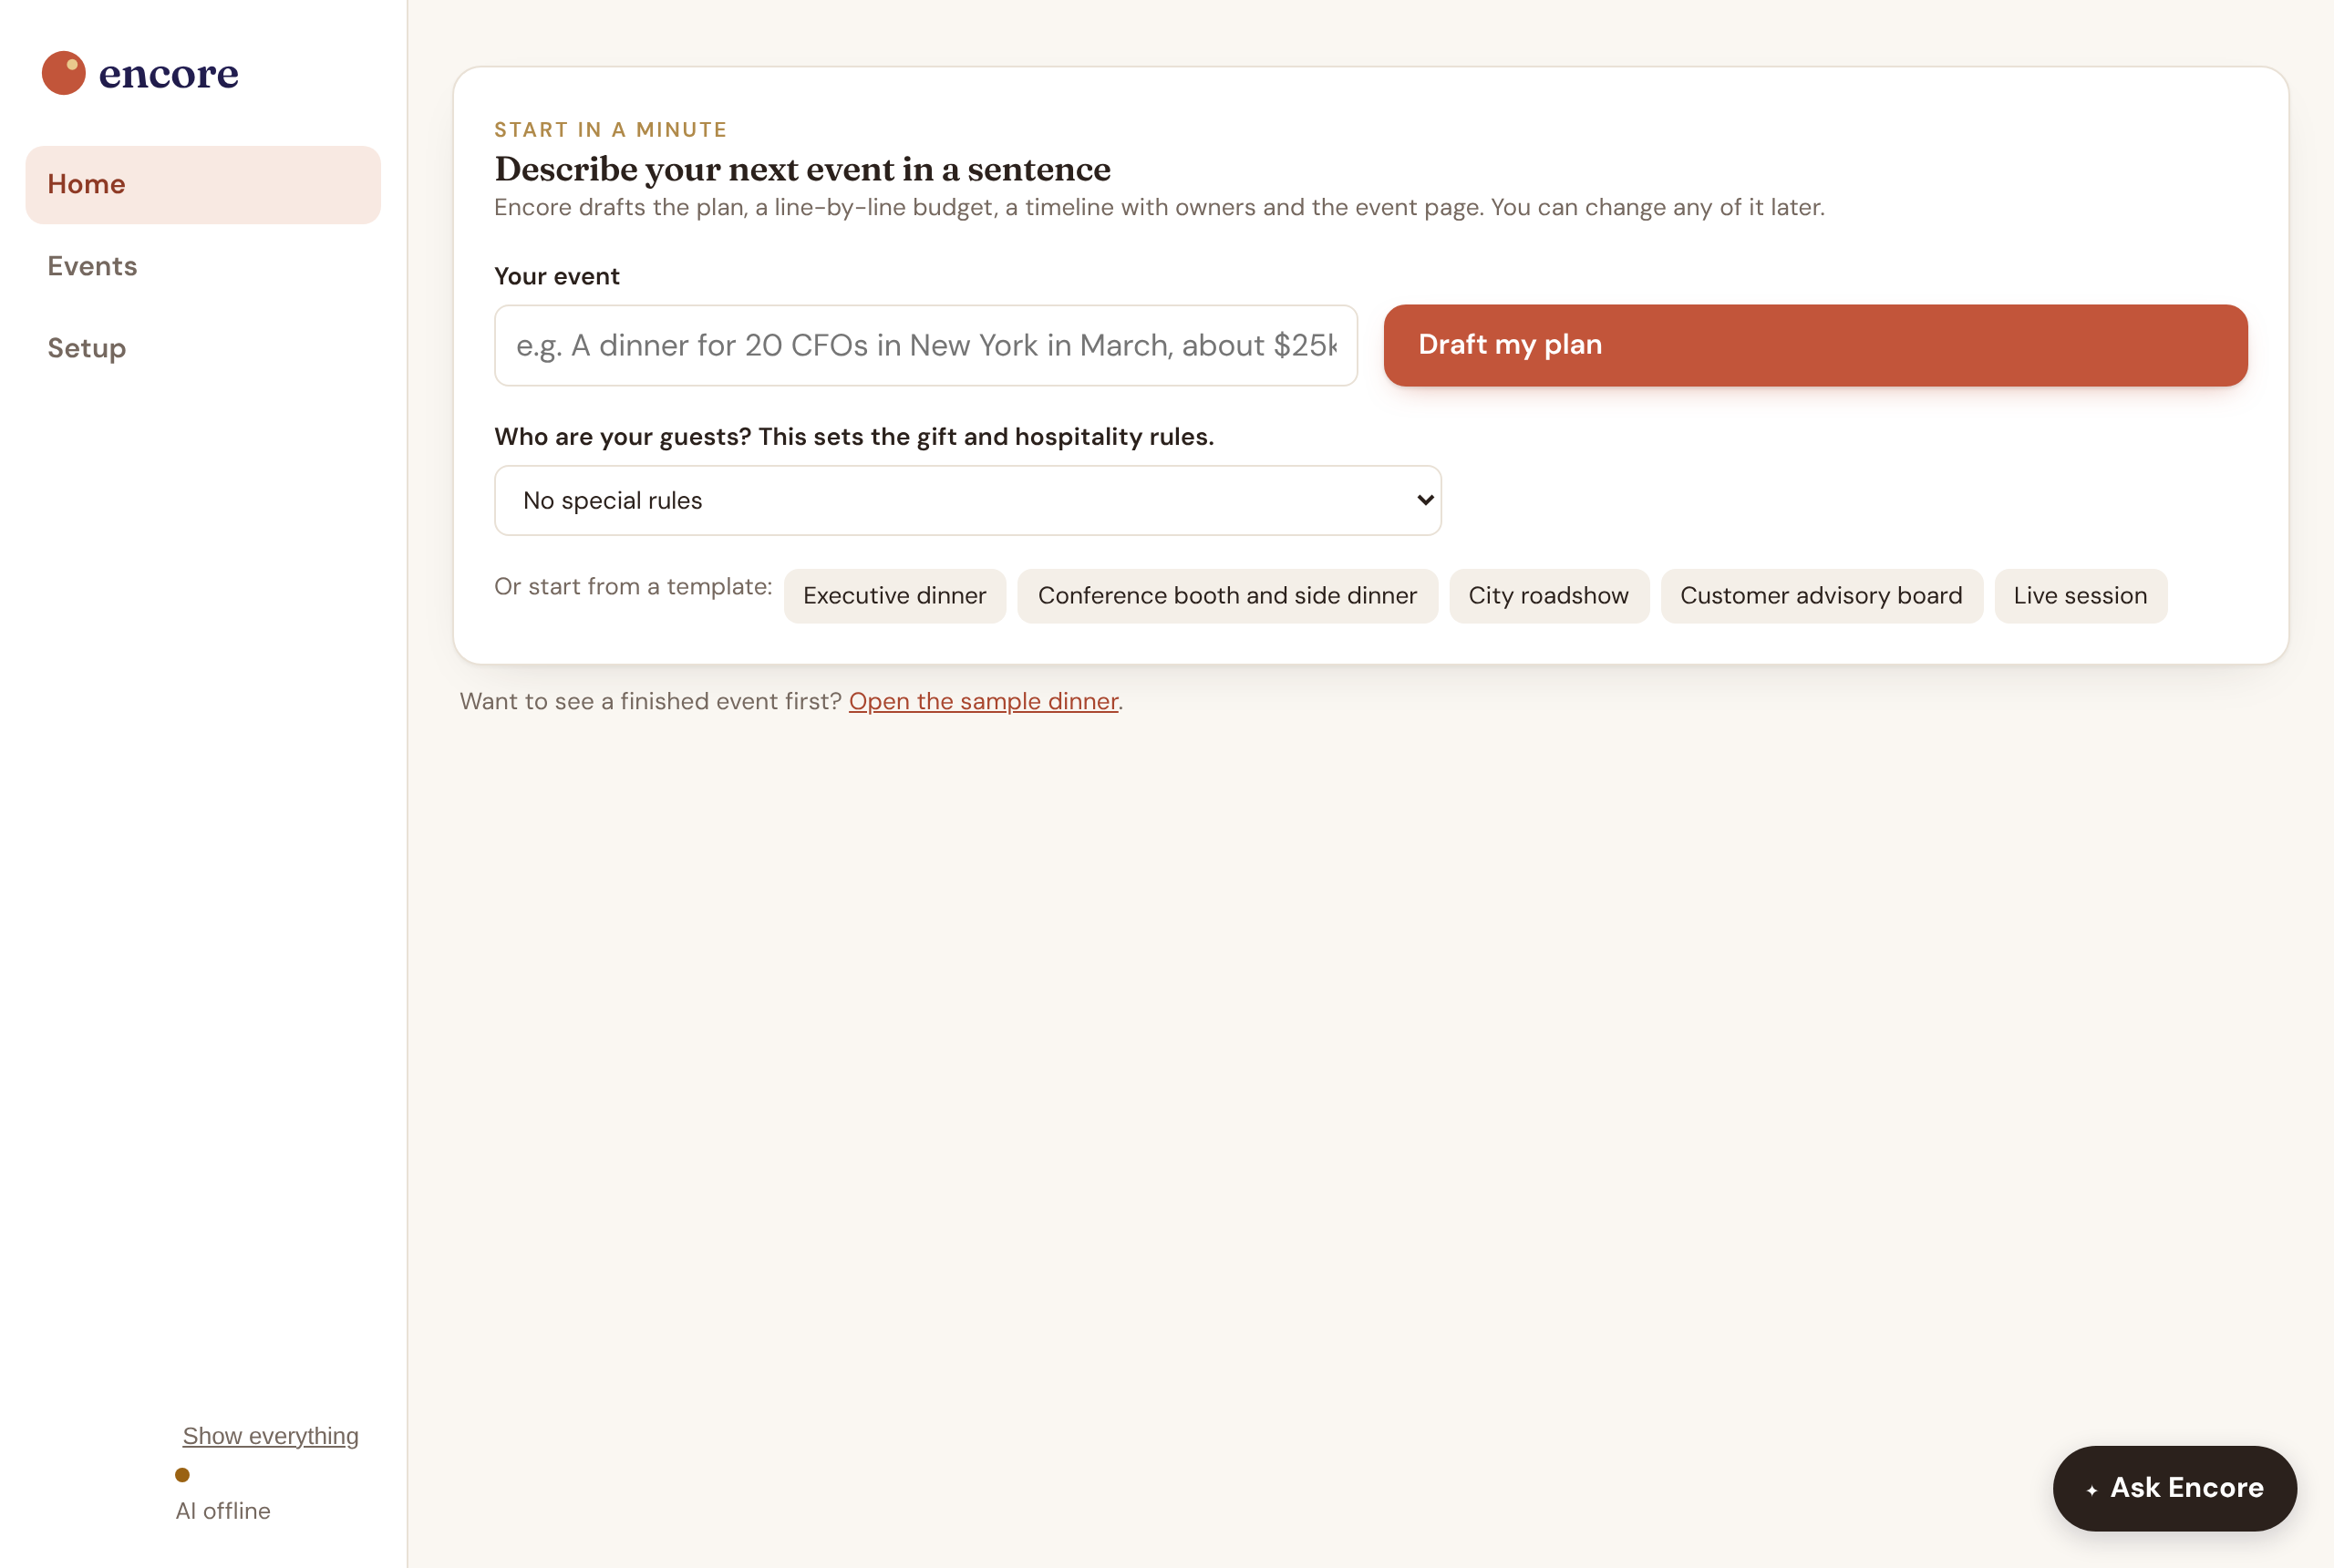 encore
Home
Events
Setup
START IN A MINUTE
Describe your next event in a sentence
Encore drafts the plan, a line-by-line budget, a timeline with owners and the event page. You can change any of it later.
Your event
e.g. A dinner for 20 CFOs in New York in March, about $25k
Draft my plan
Who are your guests? This sets the gift and hospitality rules.
No special rules
Or start from a template: Executive dinner Conference booth and side dinner City roadshow Customer advisory board Live session
Want to see a finished event first? Open the sample dinner.
Show everything
AI offline
Ask Encore